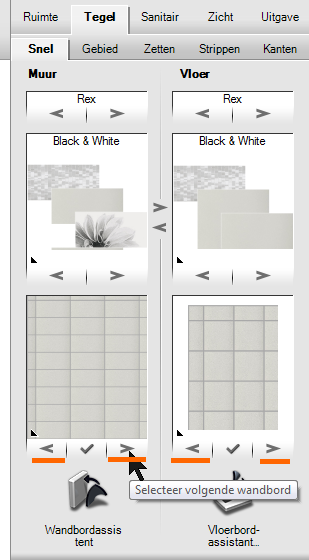 Ruimte Tegel Sanitair Zicht Uitgave
Snel Gebied Zetten Strippen Kanten
Muur Vloer
Rex Rex
Black & White Black & White
Selecteer volgende wandbord
Wandbordassis Vloerbord-
tent assistant...